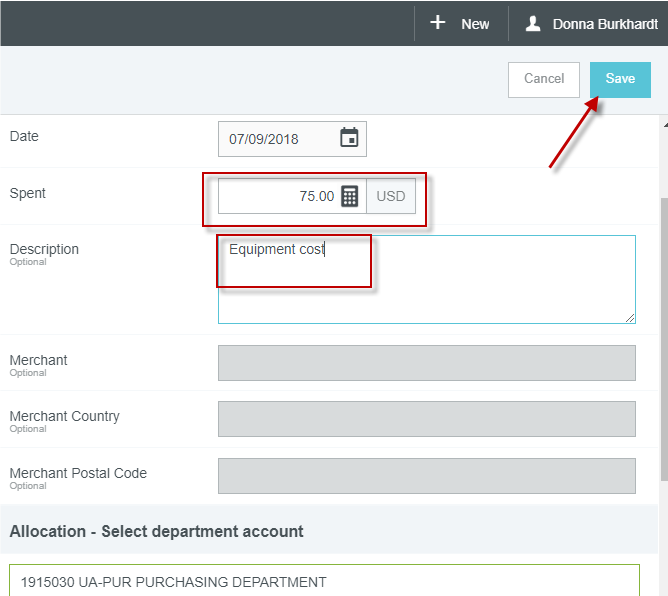 New Donna Burkhardt
Cancel Save
Date 07/09/2018
Spent 75.00 USD
Description Equipment cost
Optional
Merchant
Optional
Merchant Country
Optional
Merchant Postal Code
Optional
Allocation - Select department account
1915030 UA-PUR PURCHASING DEPARTMENT